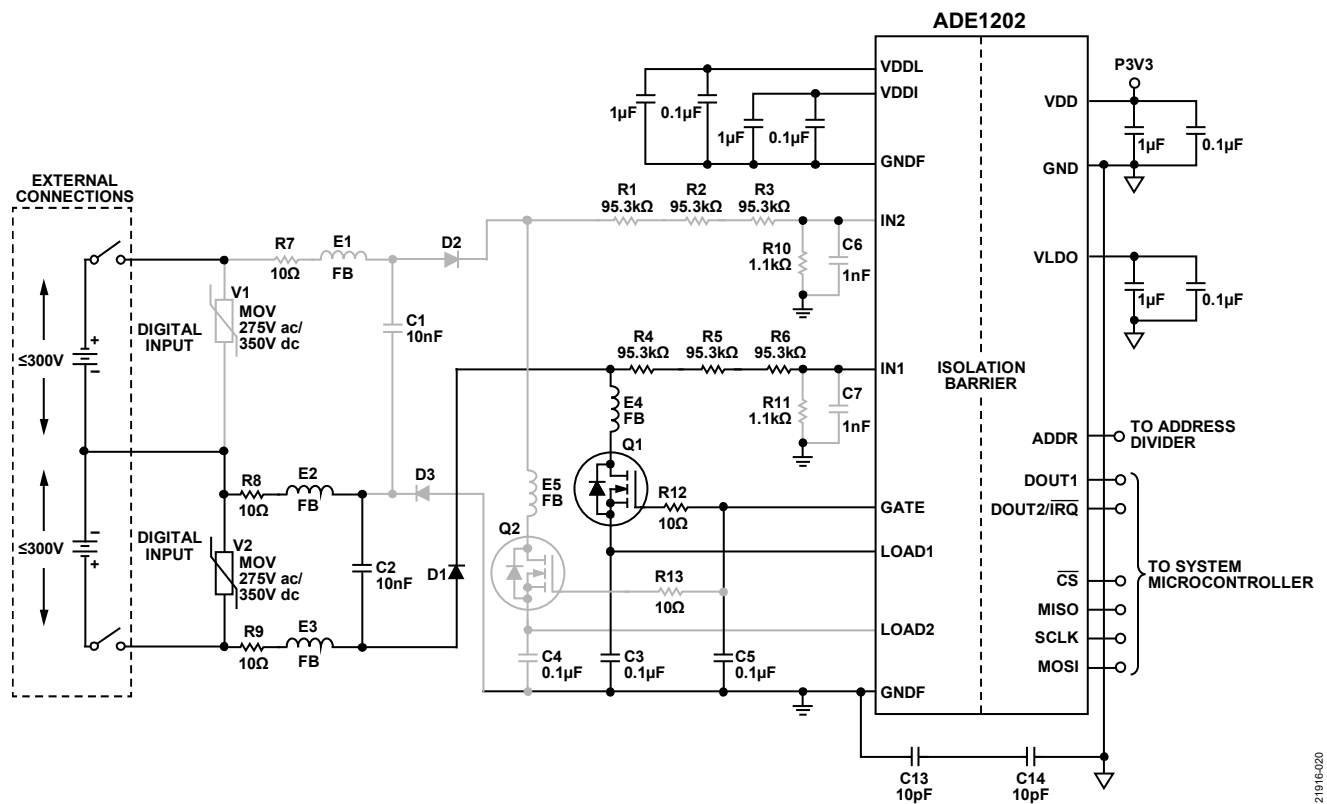 ADE1202
VDDL
VDDI
GNDF
IN2
IN1
GATE
LOAD1
LOAD2
GNDF
ISOLATION
BARRIER
VDD
GND
VLDO
ADDR
DOUT1
DOUT2/IRQ
CS
MISO
SCLK
MOSI
P3V3
1µF
0.1µF
1µF
0.1µF
TO ADDRESS
DIVIDER
TO SYSTEM
MICROCONTROLLER
1µF
0.1µF
1µF
0.1µF
EXTERNAL
CONNECTIONS
≤300V
+
–
≤300V
–
+
R7
10Ω
E1
FB
D2
V1
MOV
275V ac/
350V dc
DIGITAL
INPUT
C1
10nF
R1
95.3kΩ
R2
95.3kΩ
R3
95.3kΩ
R10
1.1kΩ
C6
1nF
R4
95.3kΩ
R5
95.3kΩ
R6
95.3kΩ
R11
1.1kΩ
C7
1nF
E4
FB
Q1
R12
10Ω
R8
10Ω
E2
FB
D3
E5
FB
Q2
R13
10Ω
DIGITAL
INPUT
V2
MOV
275V ac/
350V dc
C2
10nF
D1
R9
10Ω
E3
FB
C4
0.1µF
C3
0.1µF
C5
0.1µF
C13
10pF
C14
10pF
21916-020